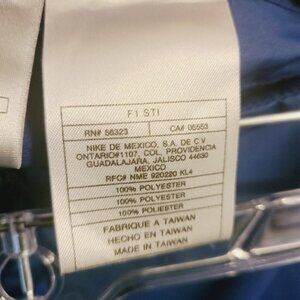 F1 STI
RN# 56323 CA# 05553
NIKE DE MEXICO, S.A. DE C.V
ONTARIO#1107, COL. PROVIDENCIA
GUADALAJARA, JALISCO 44630
MEXICO
RFC# NME 920220 KL4
100% POLYESTER
100% POLYESTER
100% POLIESTER
FABRIQUE A TAIWAN
HECHO EN TAIWAN
MADE IN TAIWAN